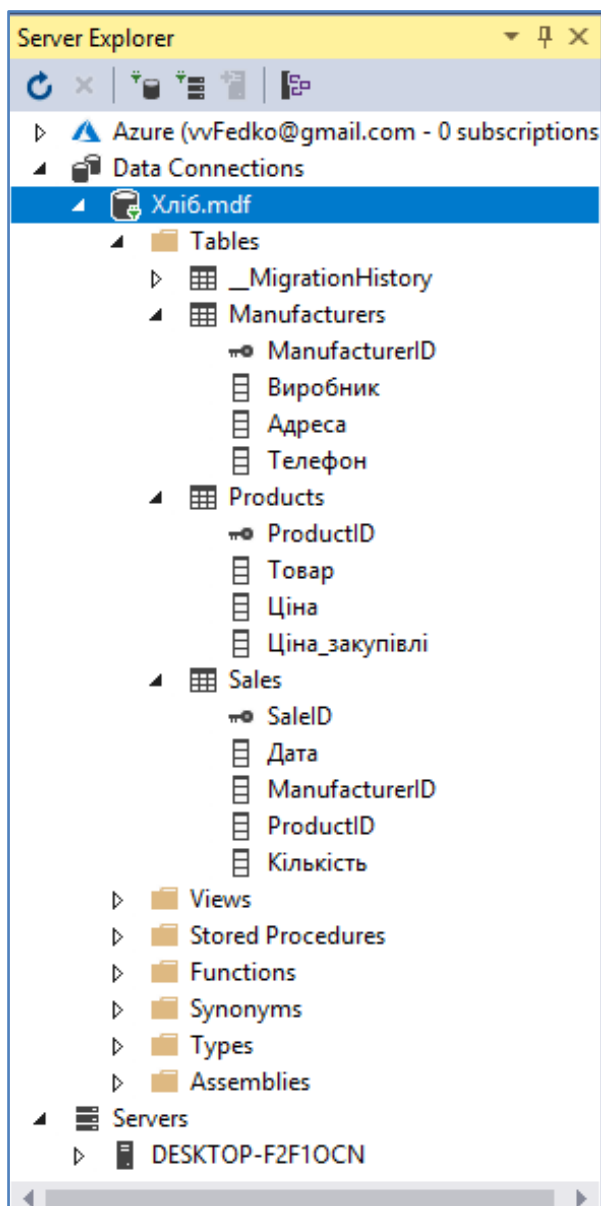 Server Explorer
Azure (vvFedko@gmail.com - 0 subscriptions
Data Connections
Хліб.mdf
Tables
__MigrationHistory
Manufacturers
ManufacturerID
Виробник
Адреса
Телефон
Products
ProductID
Товар
Ціна
Ціна_закупівлі
Sales
SaleID
Дата
ManufacturerID
ProductID
Кількість
Views
Stored Procedures
Functions
Synonyms
Types
Assemblies
Servers
DESKTOP-F2F1OCN